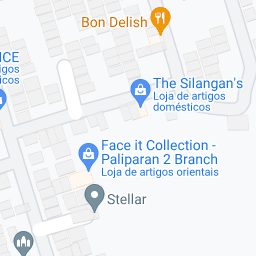 Bon Delish
The Silangan's
Loja de artigos
domésticos
Face it Collection -
Paliparan 2 Branch
Loja de artigos orientais
Stellar